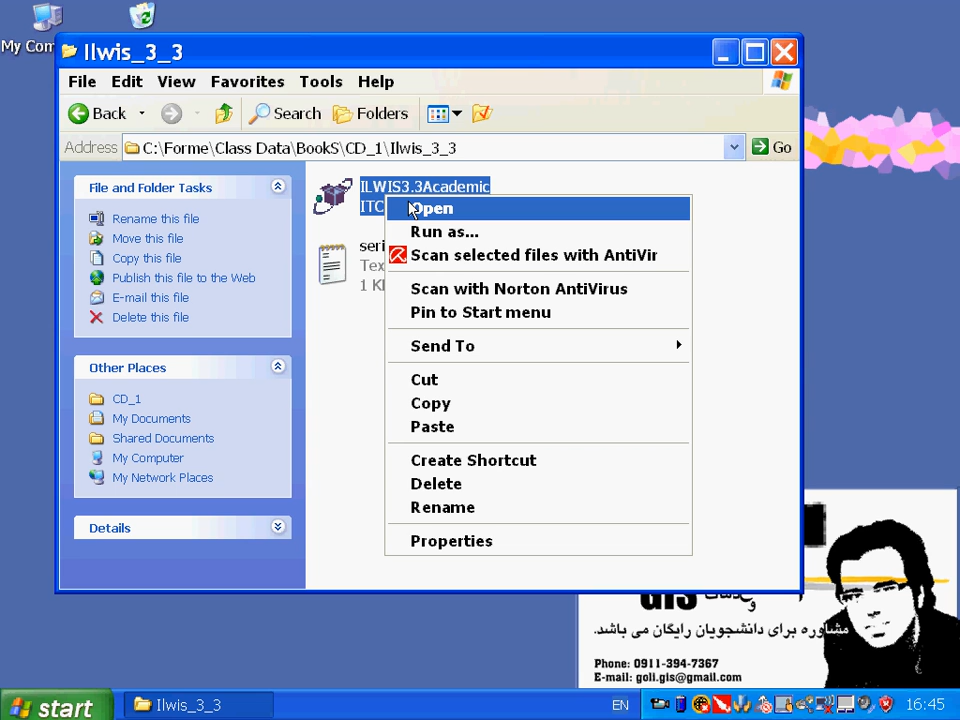 My Com
Ilwis_3_3
File Edit View Favorites Tools Help
Back Search Folders
Address C:\Forme\Class Data\BookS\CD_1\Ilwis_3_3 Go
File and Folder Tasks
Rename this file
Move this file
Copy this file
Publish this file to the Web
E-mail this file
Delete this file
Other Places
CD_1
My Documents
Shared Documents
My Computer
My Network Places
Details
ILWIS3.3Academic
ITC
seri
Tex
1 KB
Open
Run as...
Scan selected files with AntiVir
Scan with Norton AntiVirus
Pin to Start menu
Send To
Cut
Copy
Paste
Create Shortcut
Delete
Rename
Properties
GIS
مشاوره برای دانشجویان رایگان می باشد.
Phone: 0911-394-7367
E-mail: goli.gis@gmail.com
start Ilwis_3_3 EN 16:45